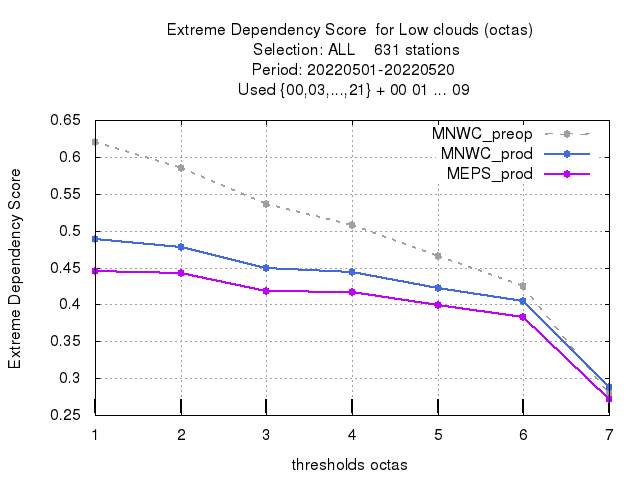 Extreme Dependency Score  for Low clouds (octas)
Selection: ALL    631 stations
Period: 20220501-20220520
Used {00,03,...,21} + 00 01 ... 09
MNWC_preop
MNWC_prod
MEPS_prod
Extreme Dependency Score
0.65
0.6
0.55
0.5
0.45
0.4
0.35
0.3
0.25
1 2 3 4 5 6 7
thresholds octas